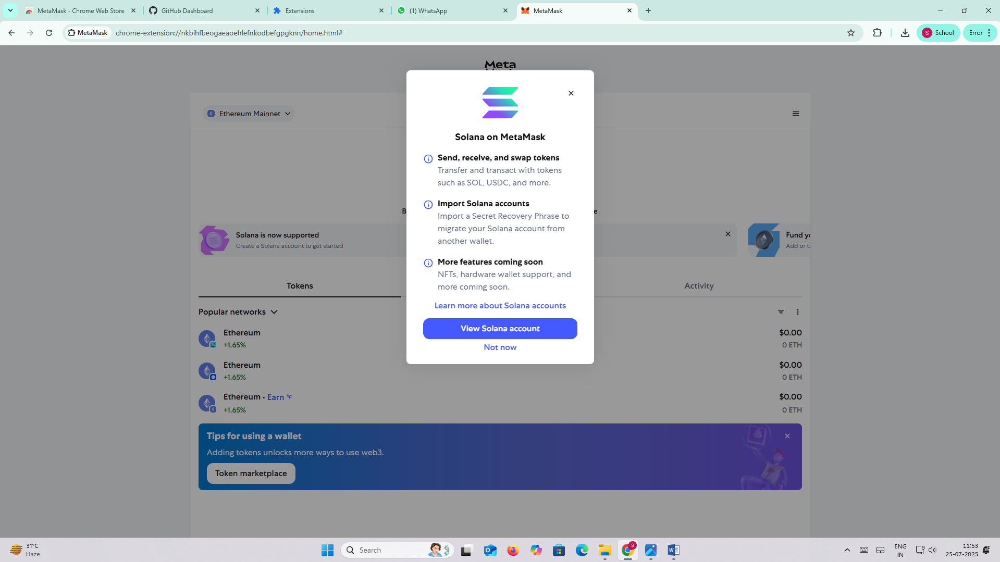 MetaMask - Chrome Web Store
GitHub Dashboard
Extensions
(1) WhatsApp
MetaMask
MetaMask
chrome-extension://nkbihfbeogaeaoehlefnkodbefgpgknn/home.html#
S
School
Error
Meta
Ethereum Mainnet
Solana on MetaMask
Send, receive, and swap tokens
Transfer and transact with tokens
such as SOL, USDC, and more.
Import Solana accounts
Import a Secret Recovery Phrase to
migrate your Solana account from
another wallet.
More features coming soon
NFTs, hardware wallet support, and
more coming soon.
Learn more about Solana accounts
View Solana account
Not now
Solana is now supported
Create a Solana account to get started
Fund yo
Add or tr
Tokens
Activity
Popular networks
Ethereum
+1.65%
$0.00
0 ETH
Ethereum
+1.65%
$0.00
0 ETH
Ethereum • Earn
+1.65%
$0.00
0 ETH
Tips for using a wallet
Adding tokens unlocks more ways to use web3.
Token marketplace
31°C
Haze
Search
S
ENG
IN
11:53
25-07-2025